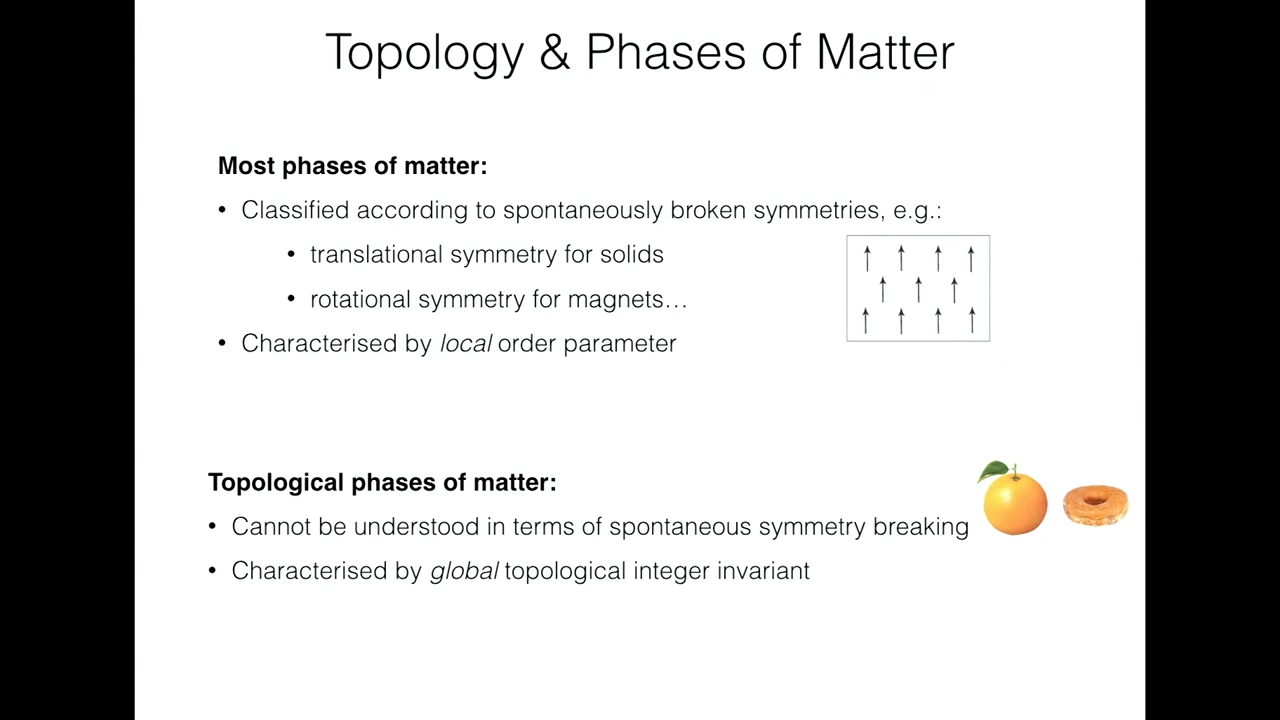 Topology & Phases of Matter
Most phases of matter:
• Classified according to spontaneously broken symmetries, e.g.:
• translational symmetry for solids
• rotational symmetry for magnets…
• Characterised by local order parameter
Topological phases of matter:
• Cannot be understood in terms of spontaneous symmetry breaking
• Characterised by global topological integer invariant